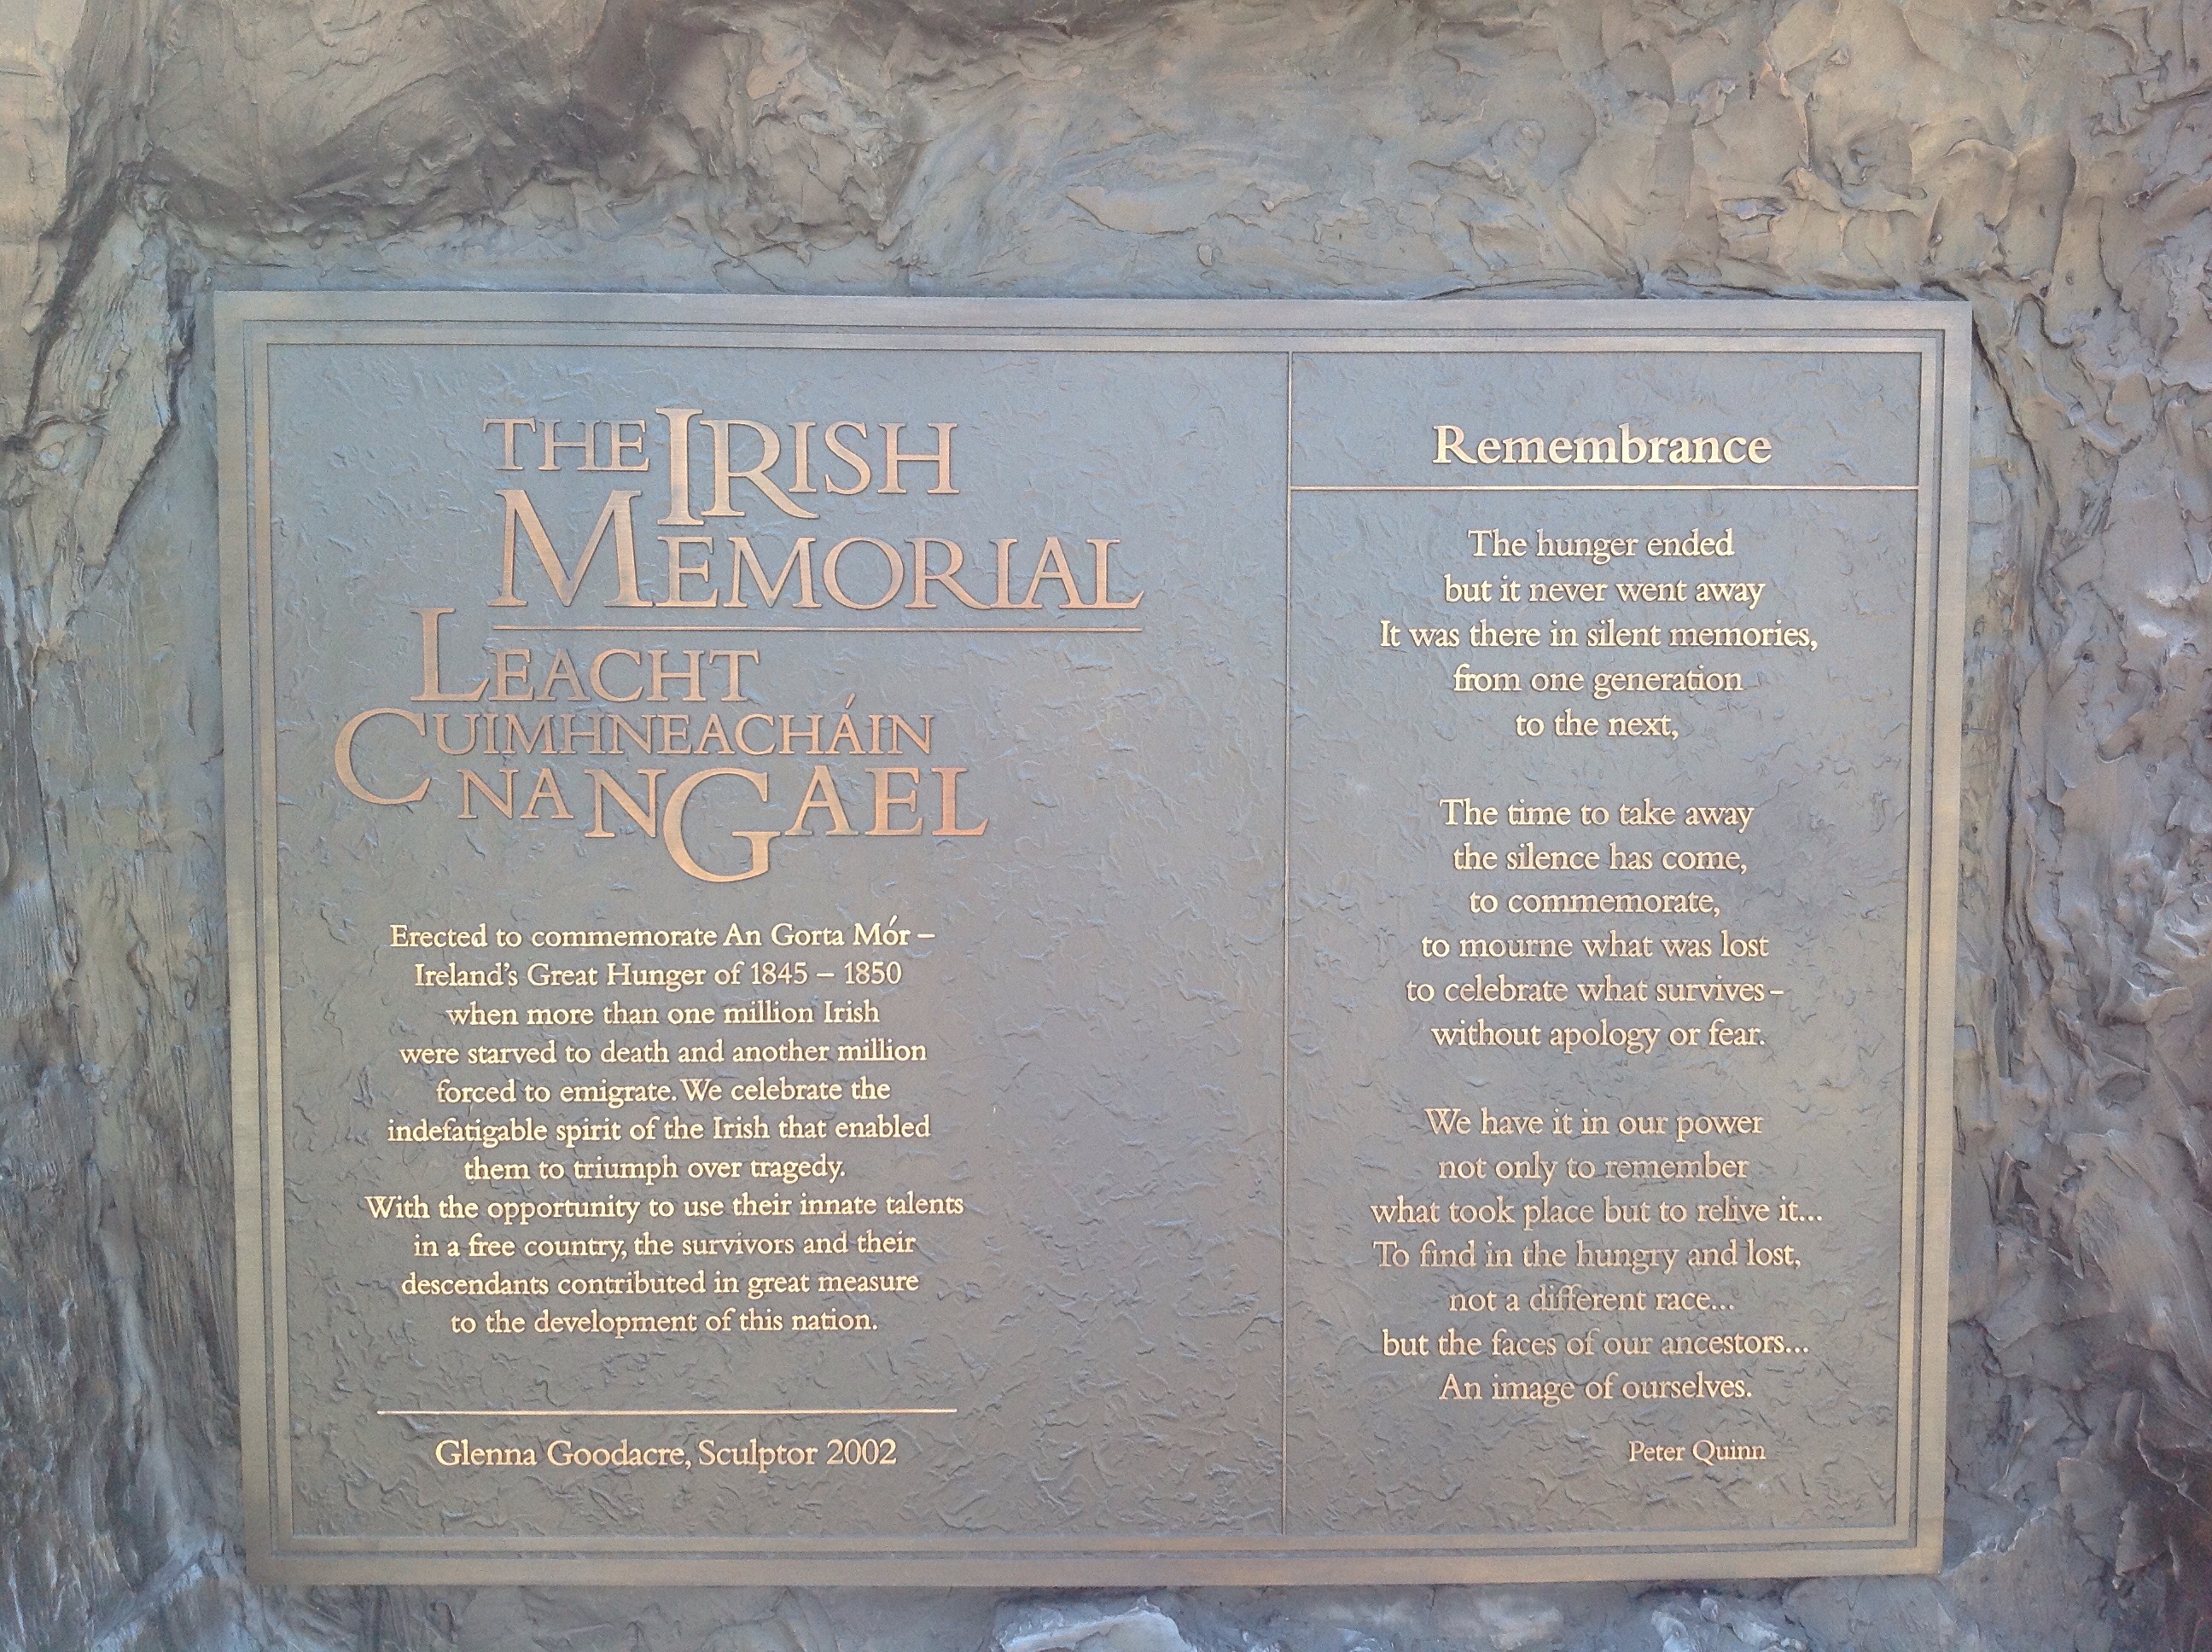 THE IRISH
MEMORIAL
LEACHT
CUIMHNEACHÁIN
NA NGAEL
Erected to commemorate An Gorta Mór –
Ireland's Great Hunger of 1845 – 1850
when more than one million Irish
were starved to death and another million
forced to emigrate. We celebrate the
indefatigable spirit of the Irish that enabled
them to triumph over tragedy.
With the opportunity to use their innate talents
in a free country, the survivors and their
descendants contributed in great measure
to the development of this nation.
Glenna Goodacre, Sculptor 2002
Remembrance
The hunger ended
but it never went away
It was there in silent memories,
from one generation
to the next,
The time to take away
the silence has come,
to commemorate,
to mourne what was lost
to celebrate what survives –
without apology or fear.
We have it in our power
not only to remember
what took place but to relive it...
To find in the hungry and lost,
not a different race...
but the faces of our ancestors...
An image of ourselves.
Peter Quinn